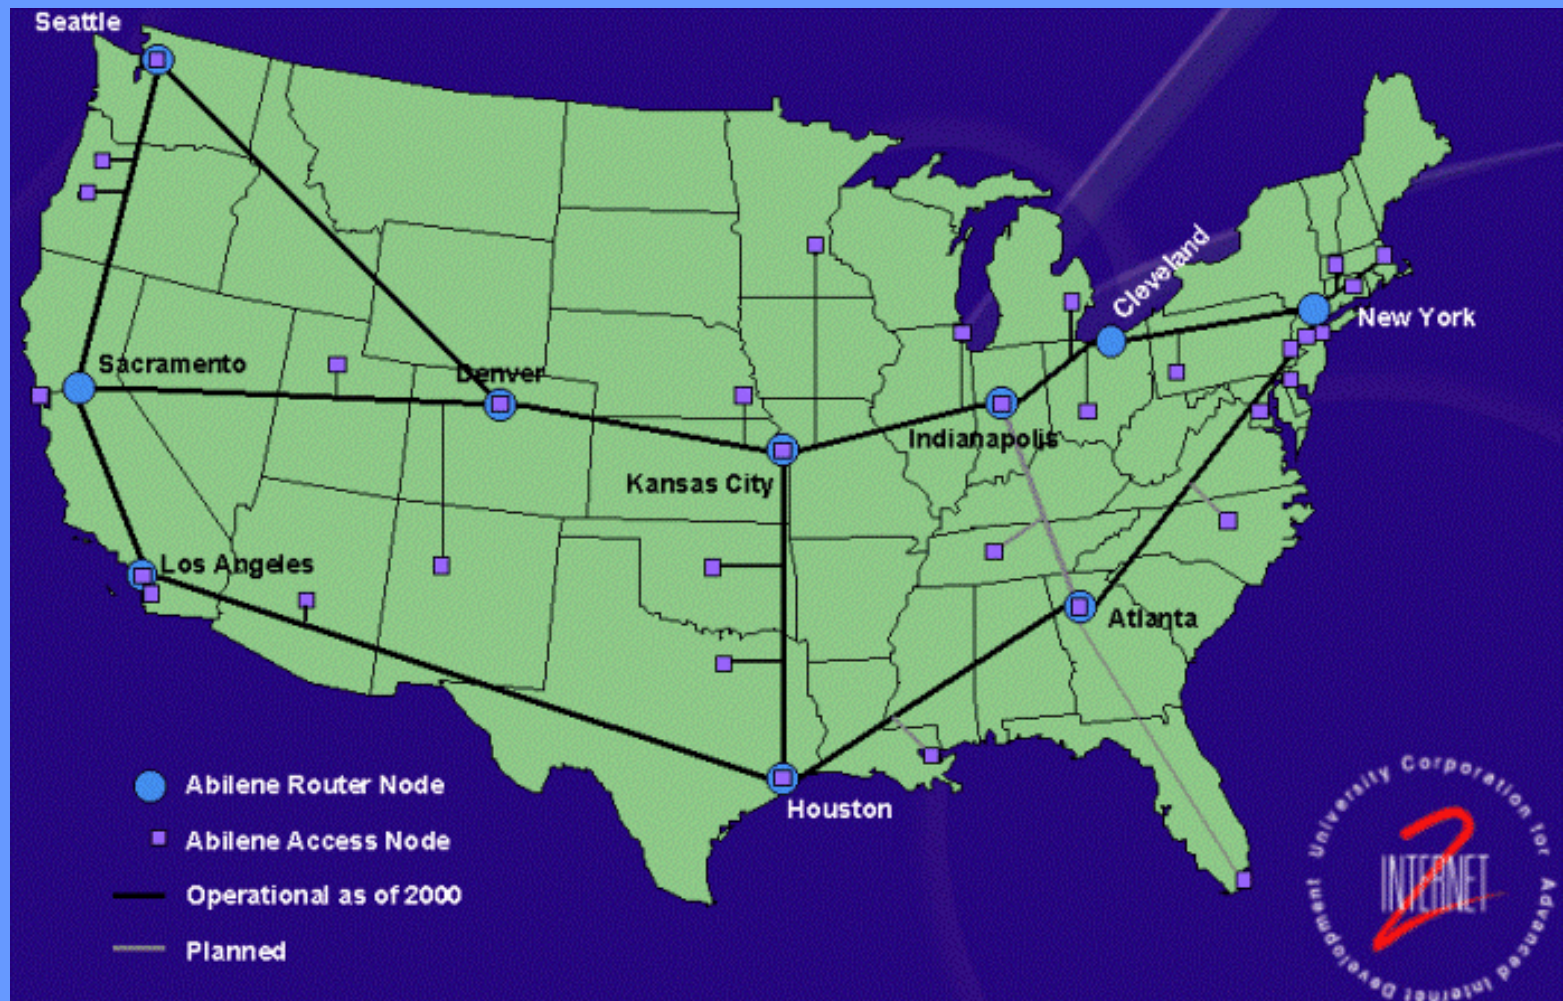 Seattle
Cleveland
New York
Sacramento
Denver
Indianapolis
Kansas City
Los Angeles
Atlanta
Houston
Abilene Router Node
Abilene Access Node
Operational as of 2000
Planned
University Corporation for Advanced Internet Development
INTERNET
2